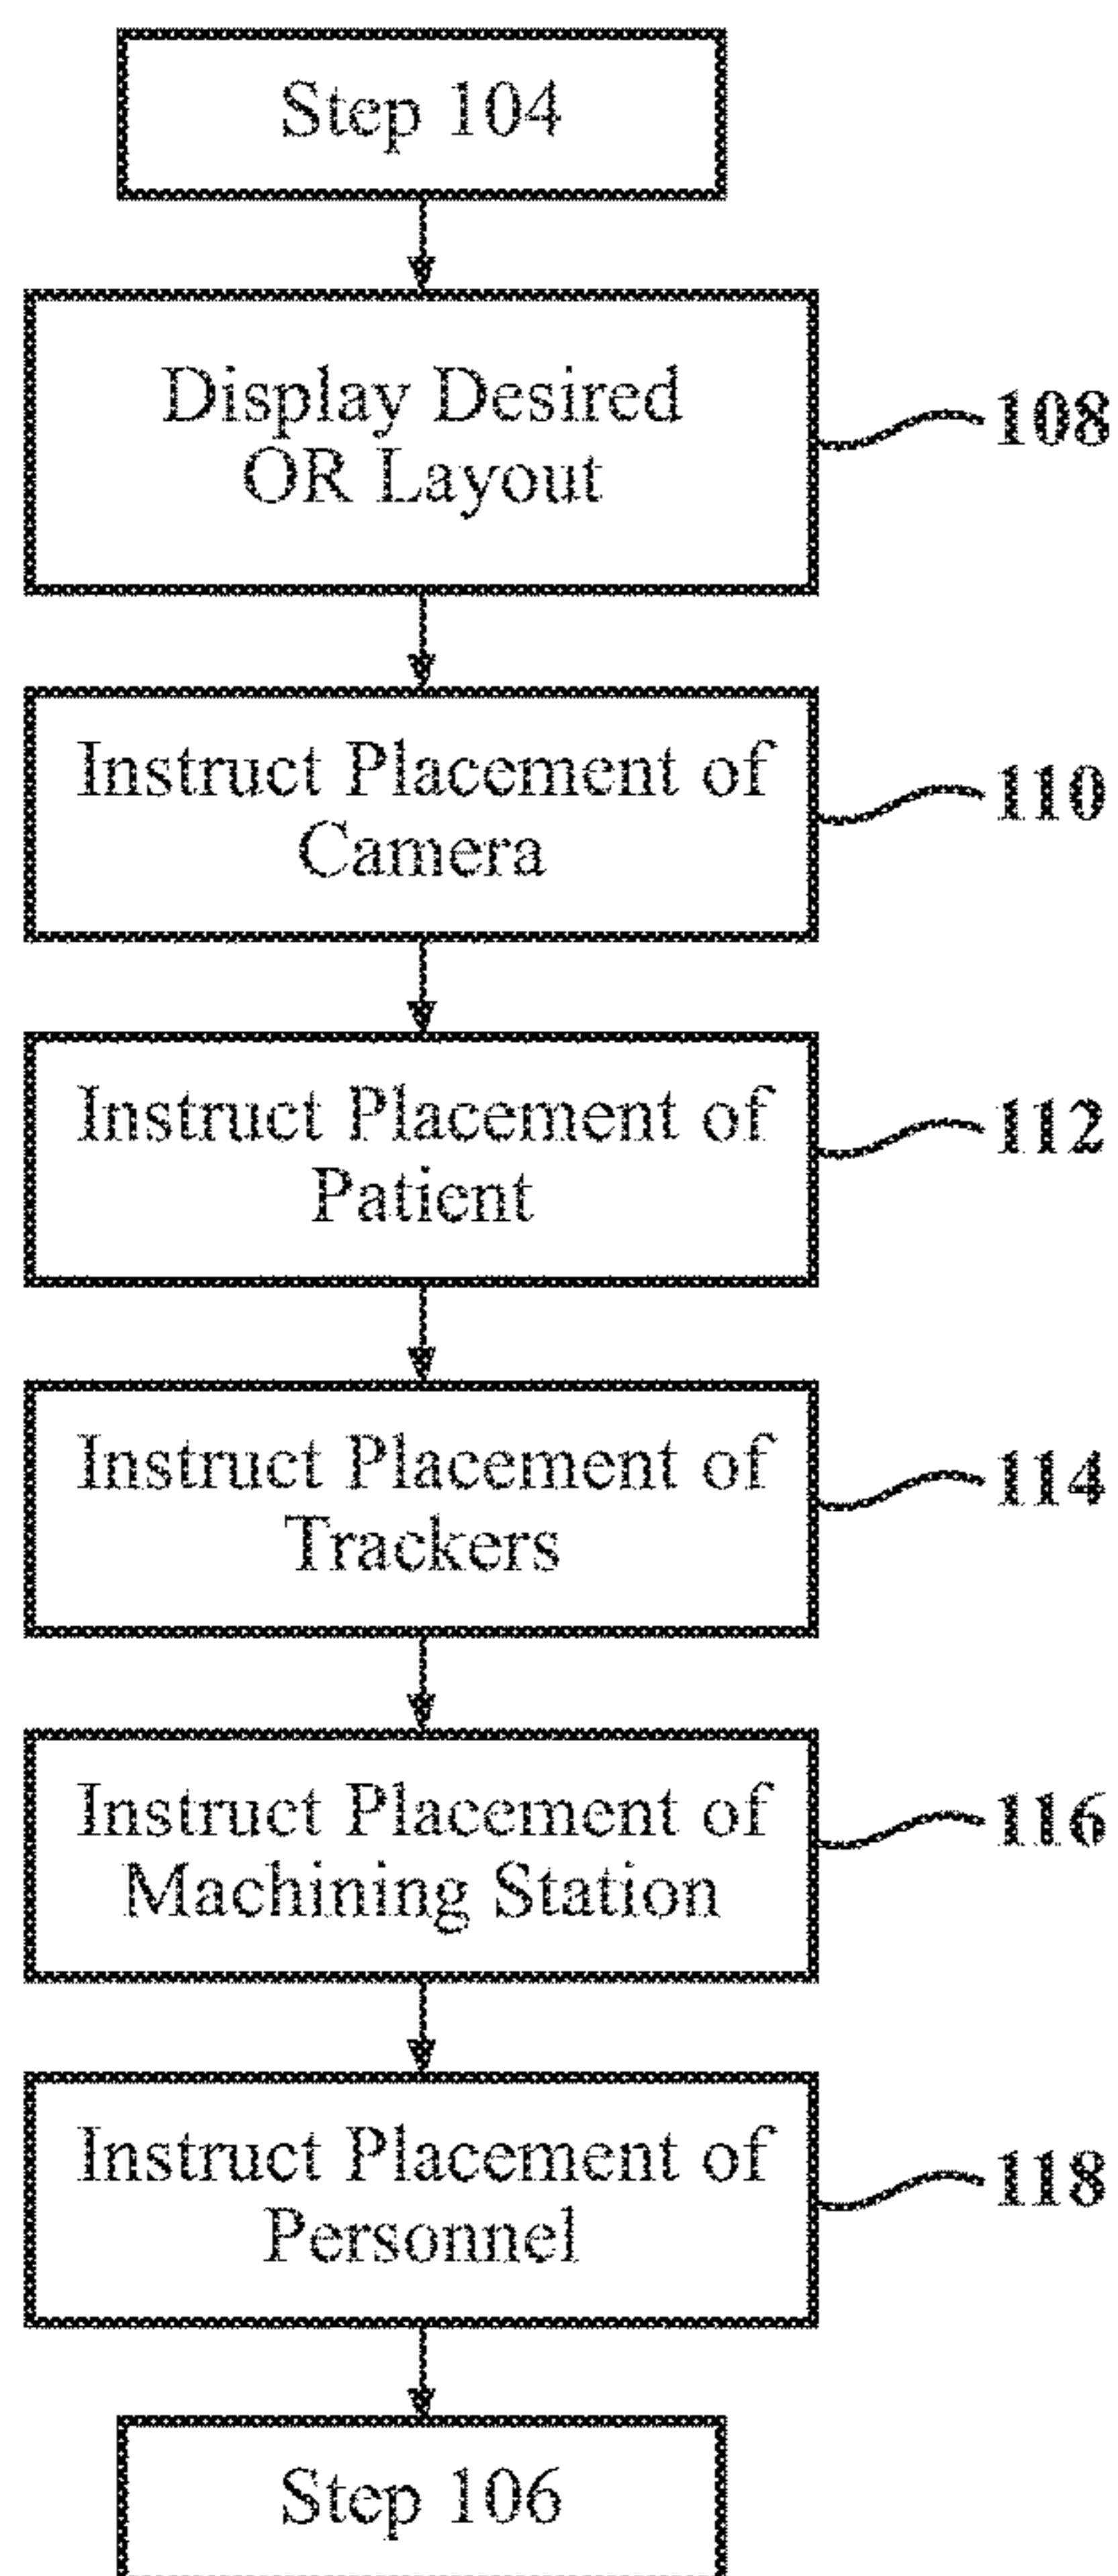 Step 104
Display Desired
OR Layout
108
Instruct Placement of
Camera
110
Instruct Placement of
Patient
112
Instruct Placement of
Trackers
114
Instruct Placement of
Machining Station
116
Instruct Placement of
Personnel
118
Step 106